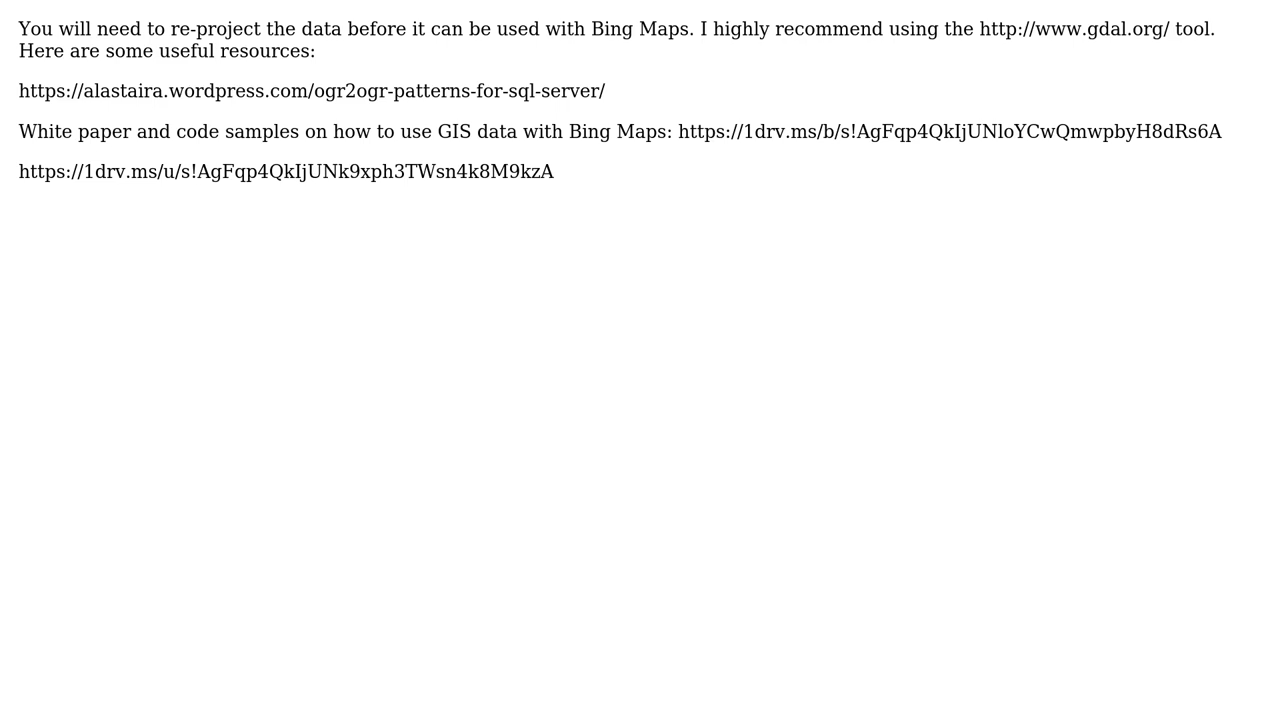 You will need to re-project the data before it can be used with Bing Maps. I highly recommend using the http://www.gdal.org/ tool.
Here are some useful resources:
https://alastaira.wordpress.com/ogr2ogr-patterns-for-sql-server/
White paper and code samples on how to use GIS data with Bing Maps: https://1drv.ms/b/s!AgFqp4QkIjUNloYCwQmwpbyH8dRs6A
https://1drv.ms/u/s!AgFqp4QkIjUNk9xph3TWsn4k8M9kzA